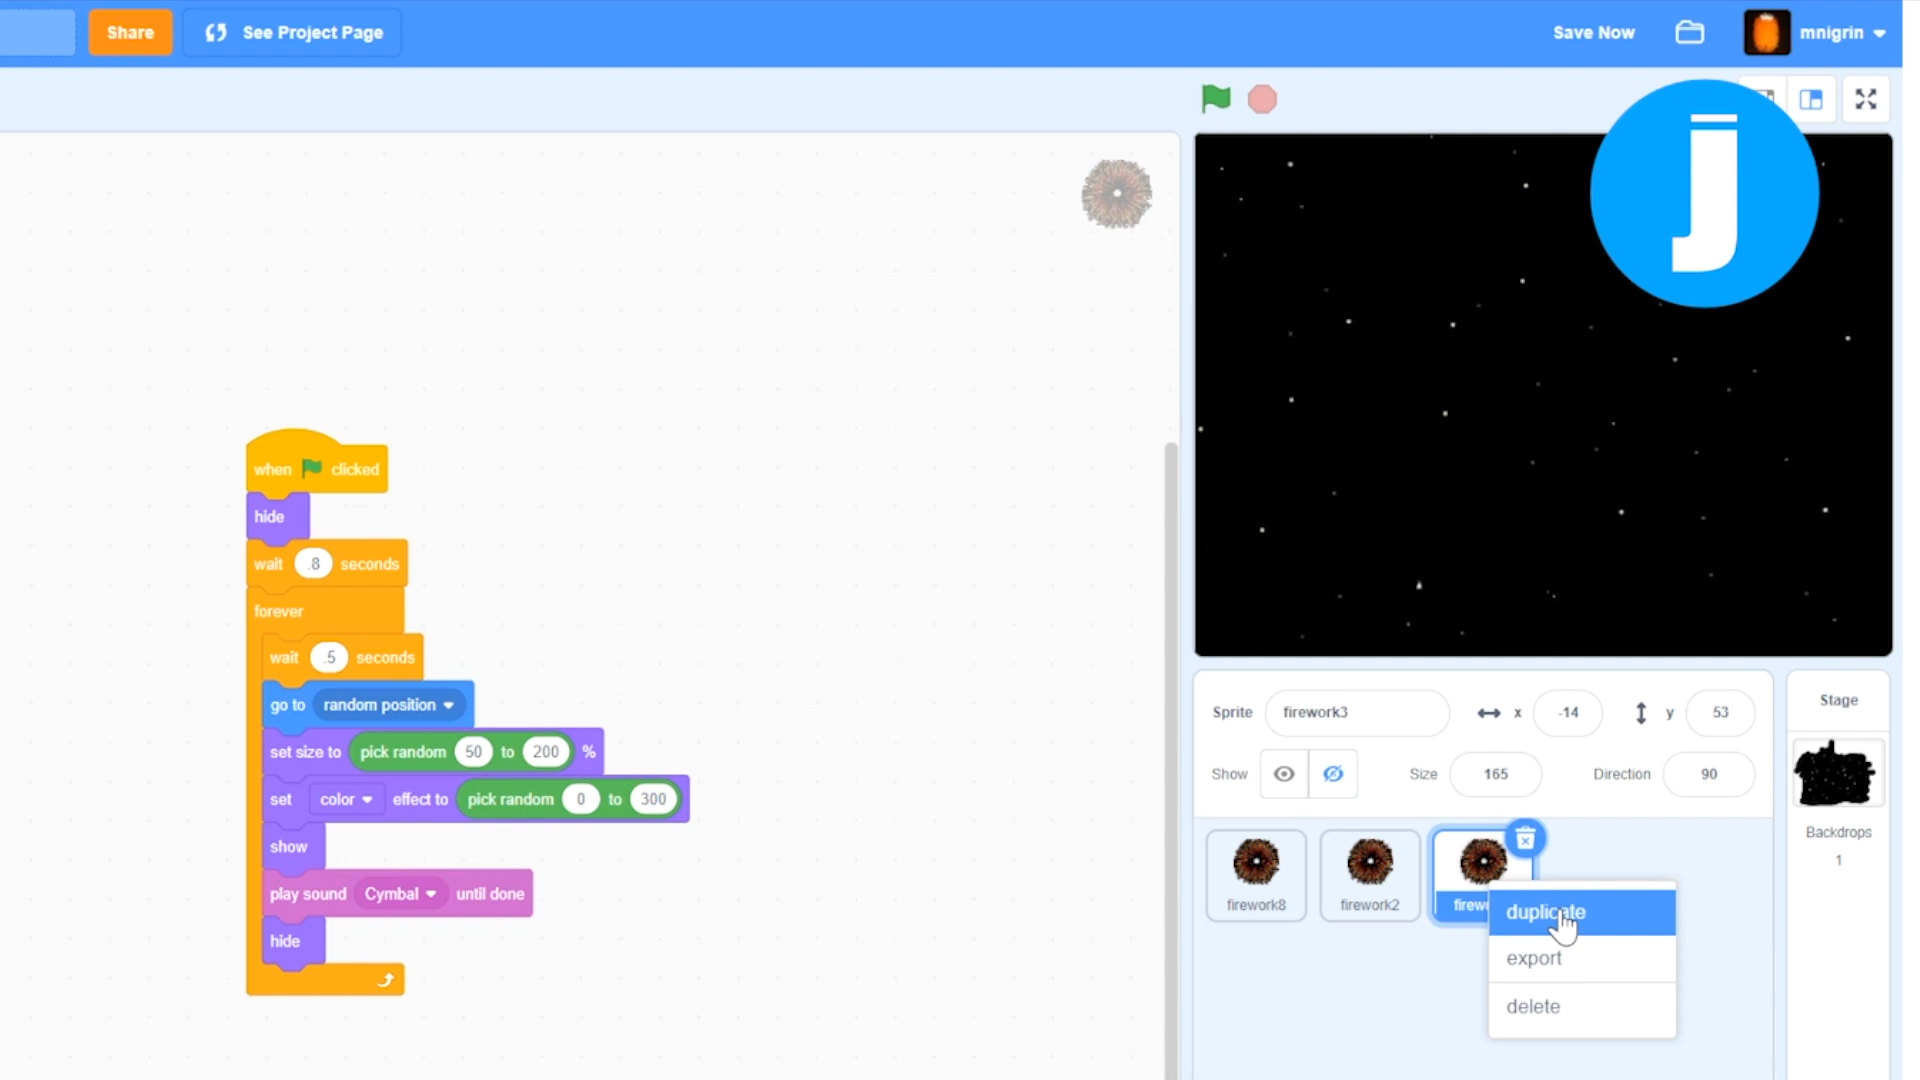 Share
See Project Page
Save Now
mnigrin
j
when clicked
hide
wait .8 seconds
forever
wait .5 seconds
go to random position
set size to pick random 50 to 200 %
set color effect to pick random 0 to 300
show
play sound Cymbal until done
hide
Sprite firework3 x -14 y 53
Show Size 165 Direction 90
Stage
Backdrops
1
firework8
firework2
firew
duplicate
export
delete